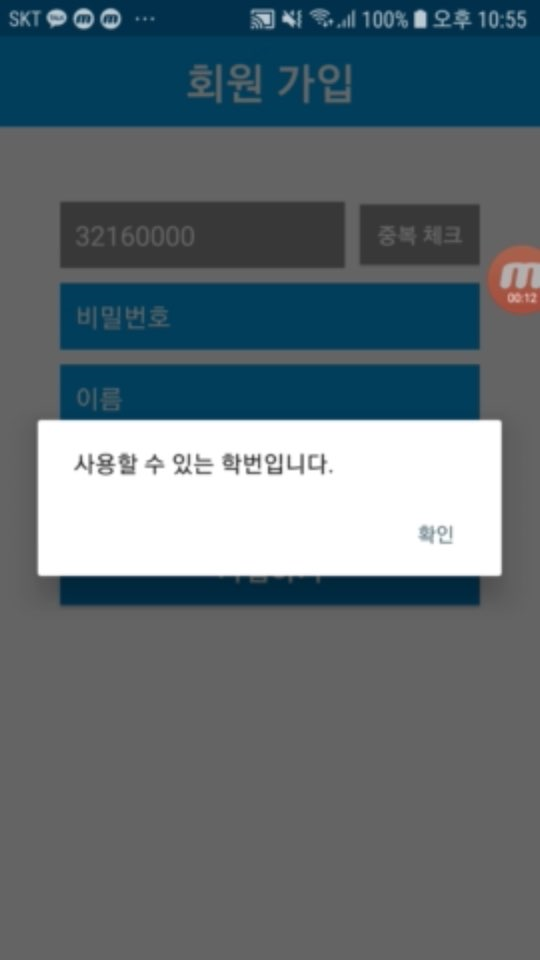 SKT 100% 오후 10:55
회원 가입
32160000 중복 체크
비밀번호
00:12
이름
사용할 수 있는 학번입니다.
확인